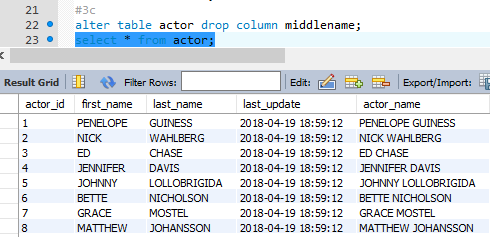 21 #3c
22 alter table actor drop column middlename;
23 select * from actor;
Result Grid Filter Rows: Edit: Export/Import:
actor_id first_name last_name last_update actor_name
1 PENELOPE GUINESS 2018-04-19 18:59:12 PENELOPE GUINESS
2 NICK WAHLBERG 2018-04-19 18:59:12 NICK WAHLBERG
3 ED CHASE 2018-04-19 18:59:12 ED CHASE
4 JENNIFER DAVIS 2018-04-19 18:59:12 JENNIFER DAVIS
5 JOHNNY LOLLOBRIGIDA 2018-04-19 18:59:12 JOHNNY LOLLOBRIGIDA
6 BETTE NICHOLSON 2018-04-19 18:59:12 BETTE NICHOLSON
7 GRACE MOSTEL 2018-04-19 18:59:12 GRACE MOSTEL
8 MATTHEW JOHANSSON 2018-04-19 18:59:12 MATTHEW JOHANSSON